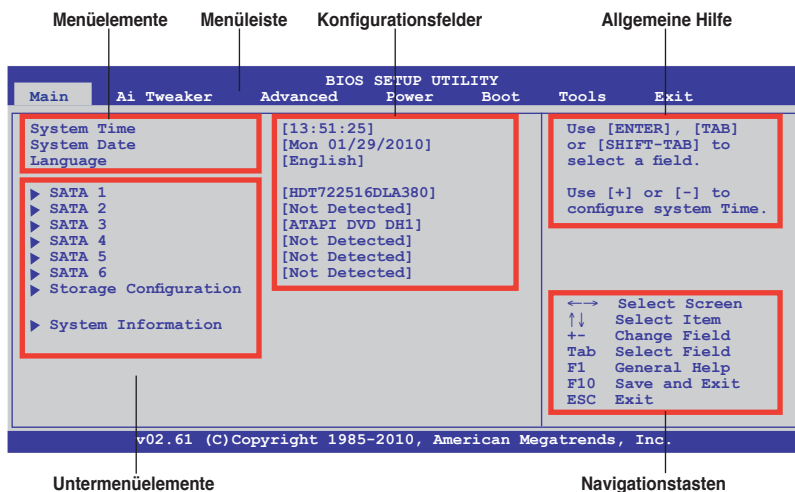 Menüelemente Menüleiste Konfigurationsfelder Allgemeine Hilfe
BIOS SETUP UTILITY
Main Ai Tweaker Advanced Power Boot Tools Exit
System Time [13:51:25]
System Date [Mon 01/29/2010]
Language [English]
▶ SATA 1 [HDT722516DLA380]
▶ SATA 2 [Not Detected]
▶ SATA 3 [ATAPI DVD DH1]
▶ SATA 4 [Not Detected]
▶ SATA 5 [Not Detected]
▶ SATA 6 [Not Detected]
▶ Storage Configuration
▶ System Information
Use [ENTER], [TAB]
or [SHIFT-TAB] to
select a field.
Use [+] or [-] to
configure system Time.
←→ Select Screen
↑↓ Select Item
+- Change Field
Tab Select Field
F1 General Help
F10 Save and Exit
ESC Exit
v02.61 (C)Copyright 1985-2010, American Megatrends, Inc.
Untermenüelemente Navigationstasten